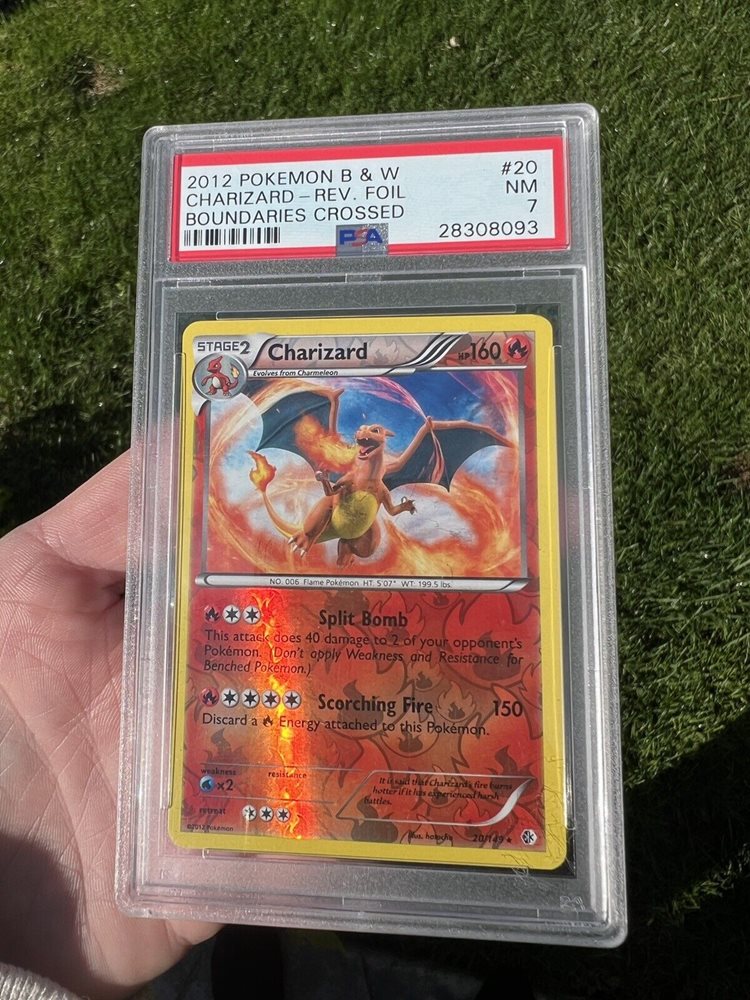 2012 POKEMON B & W #20
CHARIZARD - REV. FOIL NM
BOUNDARIES CROSSED 7
PSA 28308093
STAGE2 Charizard HP160
Evolves from Charmeleon
NO. 006 Flame Pokémon HT: 5'07" WT: 199.5 lbs.
Split Bomb
This attack does 40 damage to 2 of your opponent's
Pokémon. (Don't apply Weakness and Resistance for
Benched Pokémon.)
Scorching Fire 150
Discard a Energy attached to this Pokémon.
weakness resistance
×2
It is said that Charizard's fire burns
hotter if it has experienced harsh
battles.
retreat
©2012 Pokémon
20/149